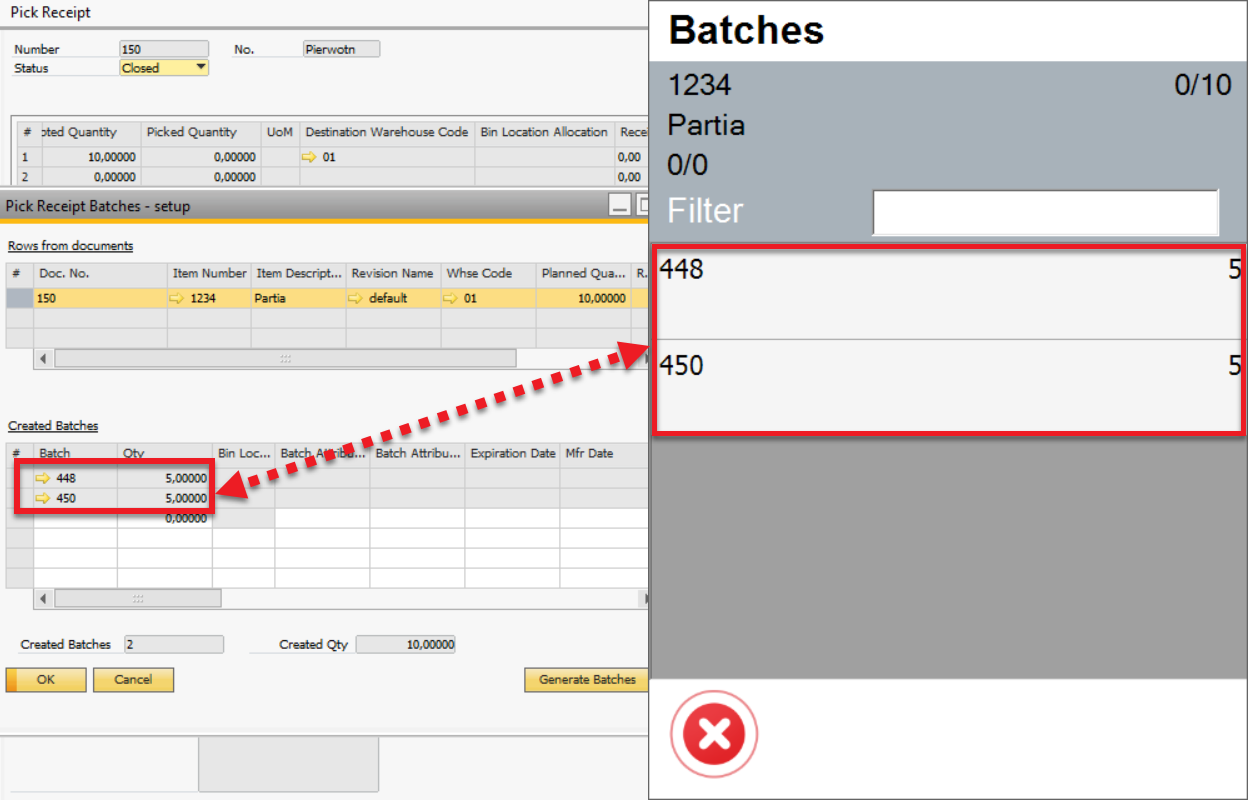 Pick Receipt
Number 150 No. Pierwotn
Status Closed
# oted Quantity Picked Quantity UoM Destination Warehouse Code Bin Location Allocation Rece
1 10,00000 0,00000 01 0,00
2 0,00000 0,00000 0,00
Pick Receipt Batches - setup
Rows from documents
# Doc. No. Item Number Item Descript... Revision Name Whse Code Planned Qua... R.
150 1234 Partia default 01 10,00000
Created Batches
# Batch Qty Bin Loc... Batch Attribu... Batch Attribu... Expiration Date Mfr Date
448 5,00000
450 5,00000
0,00000
Created Batches 2 Created Qty 10,00000
OK Cancel Generate Batches
Batches
1234 0/10
Partia
0/0
Filter
448 5
450 5